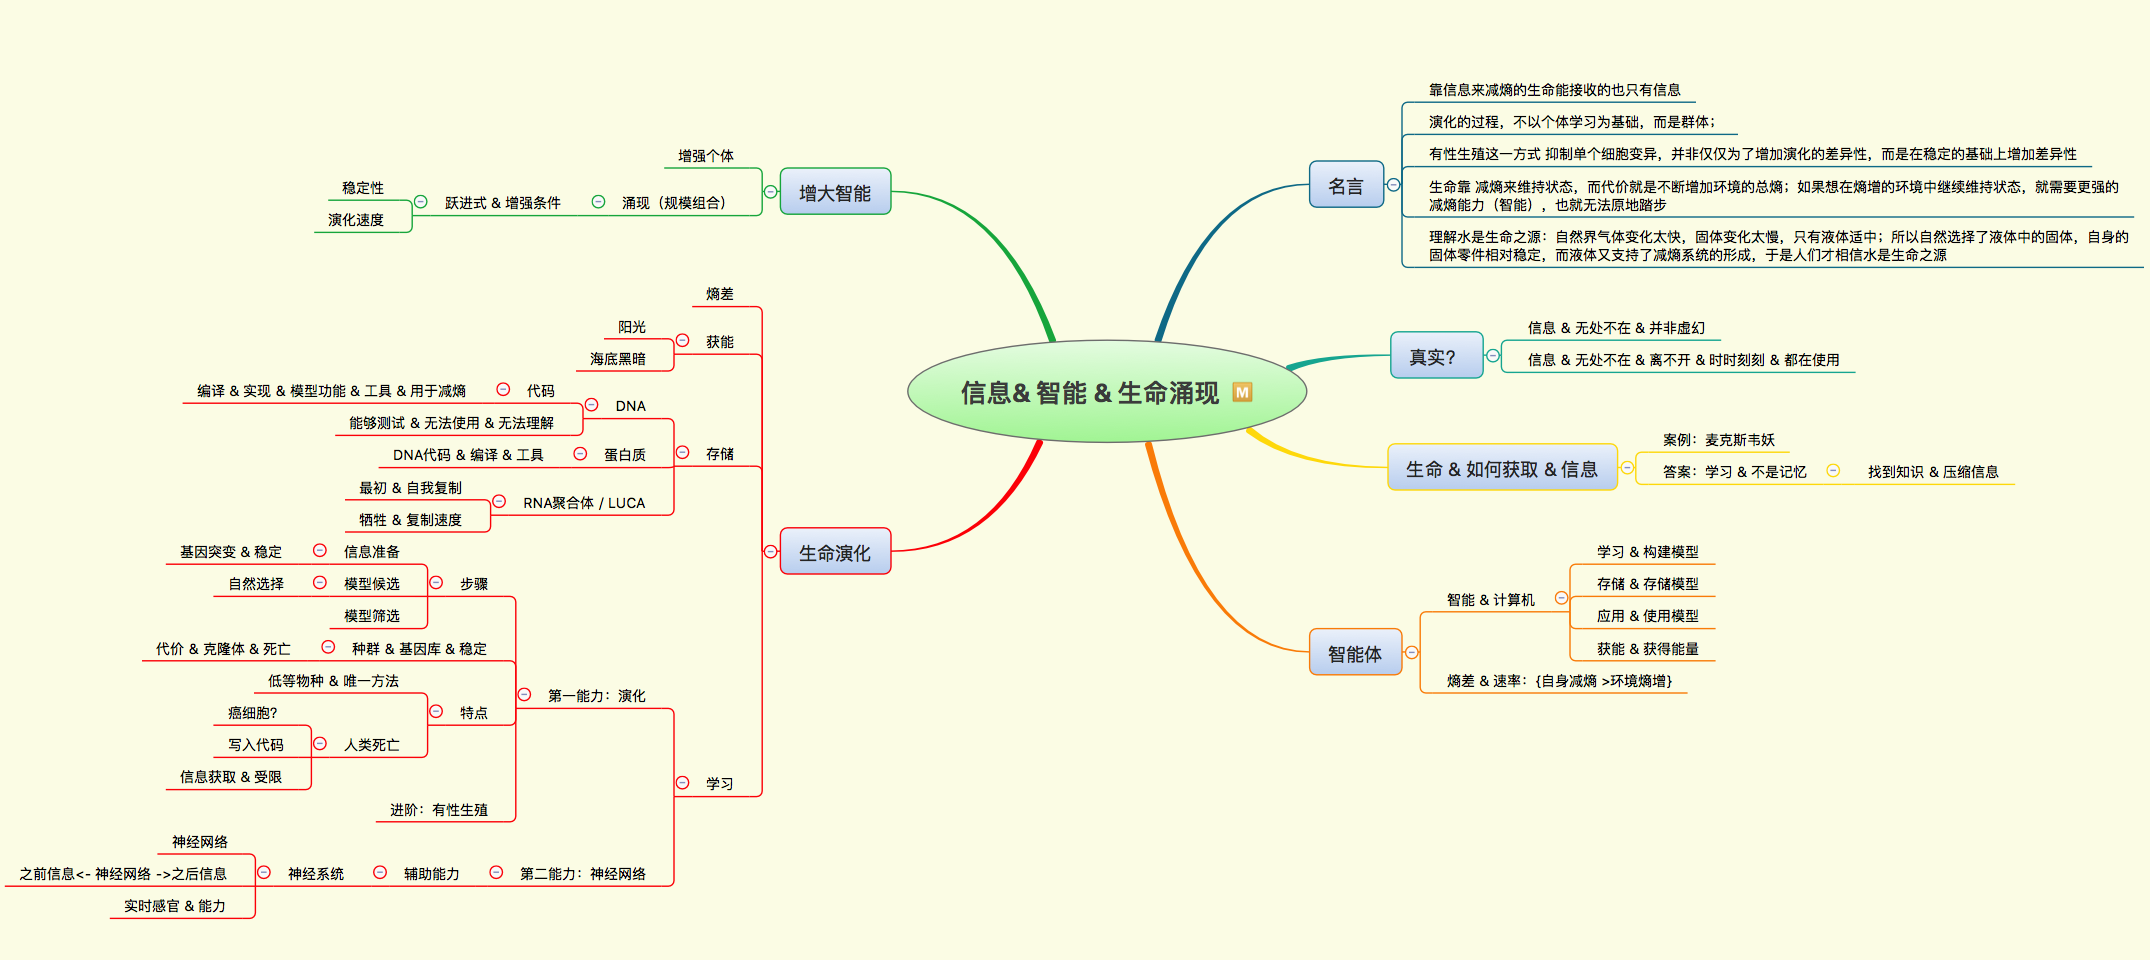 信息& 智能 & 生命涌现
M
名言
靠信息来减熵的生命能接收的也只有信息
演化的过程，不以个体学习为基础，而是群体；
有性生殖这一方式 抑制单个细胞变异，并非仅仅为了增加演化的差异性，而是在稳定的基础上增加差异性
生命靠 减熵来维持状态，而代价就是不断增加环境的总熵；如果想在熵增的环境中继续维持状态，就需要更强的
减熵能力（智能），也就无法原地踏步
理解水是生命之源：自然界气体变化太快，固体变化太慢，只有液体适中；所以自然选择了液体中的固体，自身的
固体零件相对稳定，而液体又支持了减熵系统的形成，于是人们才相信水是生命之源
真实？
信息 & 无处不在 & 并非虚幻
信息 & 无处不在 & 离不开 & 时时刻刻 & 都在使用
生命 & 如何获取 & 信息
案例：麦克斯韦妖
答案：学习 & 不是记忆
找到知识 & 压缩信息
智能体
智能 & 计算机
学习 & 构建模型
存储 & 存储模型
应用 & 使用模型
获能 & 获得能量
熵差 & 速率：{自身减熵 >环境熵增}
增大智能
增强个体
涌现（规模组合）
跃进式 & 增强条件
稳定性
演化速度
生命演化
熵差
获能
阳光
海底黑暗
存储
DNA
代码
编译 & 实现 & 模型功能 & 工具 & 用于减熵
能够测试 & 无法使用 & 无法理解
蛋白质
DNA代码 & 编译 & 工具
RNA聚合体 / LUCA
最初 & 自我复制
牺牲 & 复制速度
学习
第一能力：演化
步骤
信息准备
基因突变 & 稳定
模型候选
自然选择
模型筛选
种群 & 基因库 & 稳定
代价 & 克隆体 & 死亡
特点
低等物种 & 唯一方法
人类死亡
癌细胞?
写入代码
信息获取 & 受限
进阶：有性生殖
第二能力：神经网络
辅助能力
神经系统
神经网络
之前信息<- 神经网络 ->之后信息
实时感官 & 能力